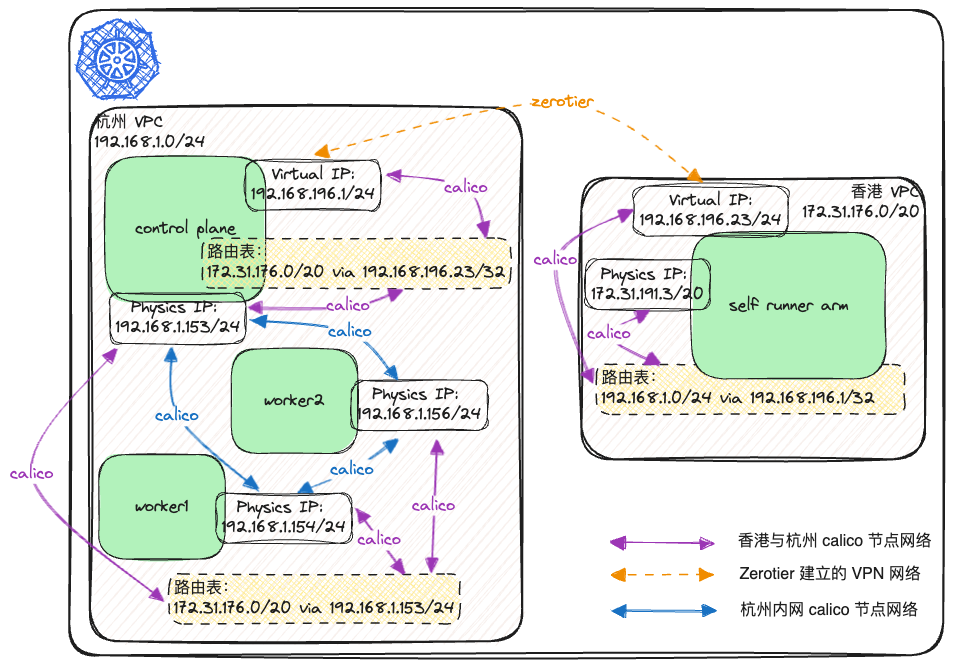 zerotier
杭州 VPC
192.168.1.0/24
Virtual IP:
192.168.196.1/24
calico
control plane
路由表:
172.31.176.0/20 via 192.168.196.23/32
calico
Physics IP:
192.168.1.153/24
calico
worker2
Physics IP:
192.168.1.156/24
calico
calico
calico
worker1
Physics IP:
192.168.1.154/24
calico
calico
路由表:
172.31.176.0/20 via 192.168.1.153/24
香港 VPC
172.31.176.0/20
Virtual IP:
192.168.196.23/24
calico
Physics IP:
172.31.191.3/20
self runner arm
calico
路由表:
192.168.1.0/24 via 192.168.196.1/32
香港与杭州 calico 节点网络
Zerotier 建立的 VPN 网络
杭州内网 calico 节点网络